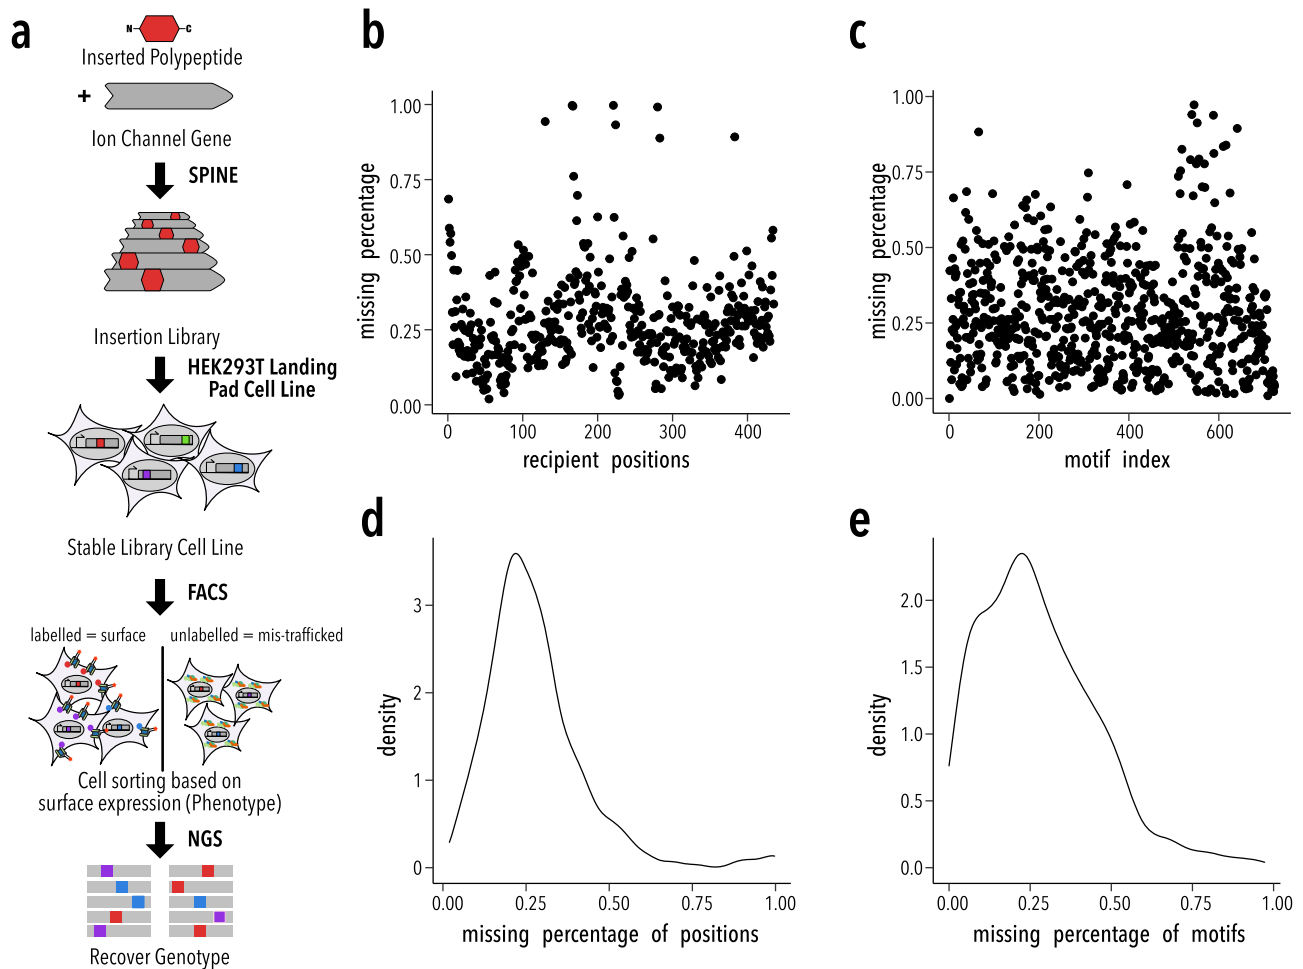 a
N
C
Inserted Polypeptide
+
Ion Channel Gene
SPINE
Insertion Library
HEK293T Landing
Pad Cell Line
Stable Library Cell Line
FACS
labelled = surface
unlabelled = mis-trafficked
Cell sorting based on
surface expression (Phenotype)
NGS
Recover Genotype
b
missing percentage
1.00
0.75
0.50
0.25
0.00
0 100 200 300 400
recipient positions
c
missing percentage
1.00
0.75
0.50
0.25
0.00
0 200 400 600
motif index
d
density
3
2
1
0
0.00 0.25 0.50 0.75 1.00
missing percentage of positions
e
density
2.0
1.5
1.0
0.5
0.0
0.00 0.25 0.50 0.75 1.00
missing percentage of motifs